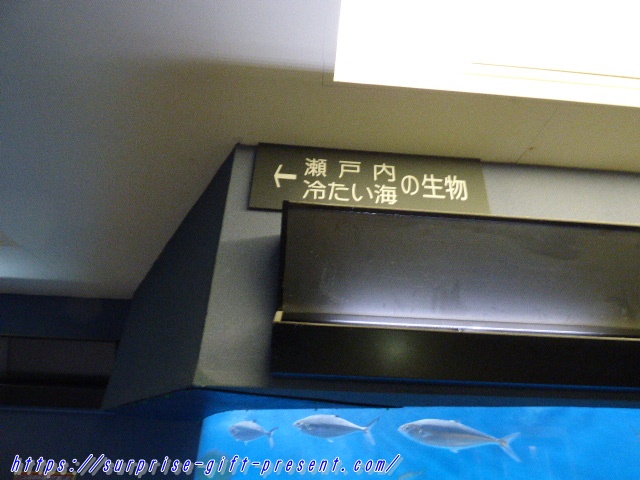 ← 瀬戸内
冷たい海の生物
https://surprise-gift-present.com/